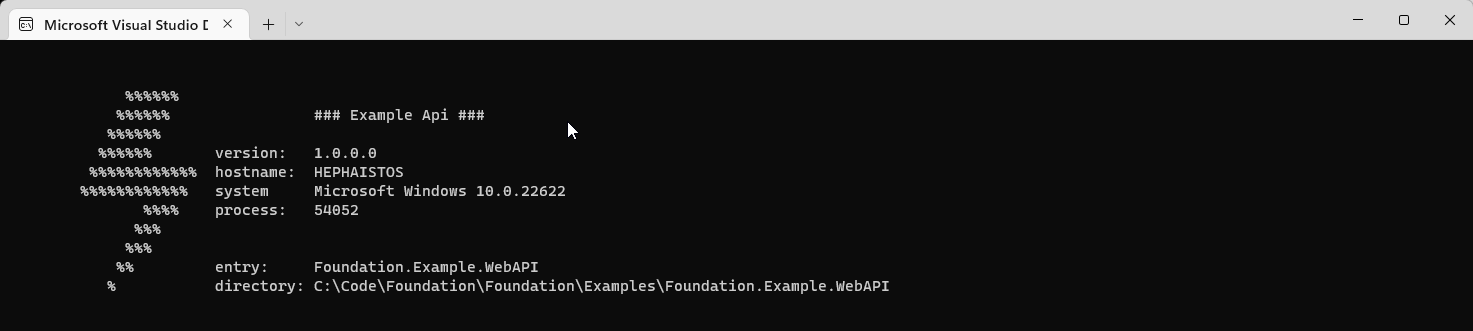 Microsoft Visual Studio D
%%%%%%
%%%%%% ### Example Api ###
%%%%%%
%%%%%% version: 1.0.0.0
%%%%%%%%%%%% hostname: HEPHAISTOS
%%%%%%%%%%%% system Microsoft Windows 10.0.22622
%%%% process: 54052
%%%
%%%
%% entry: Foundation.Example.WebAPI
% directory: C:\Code\Foundation\Foundation\Examples\Foundation.Example.WebAPI